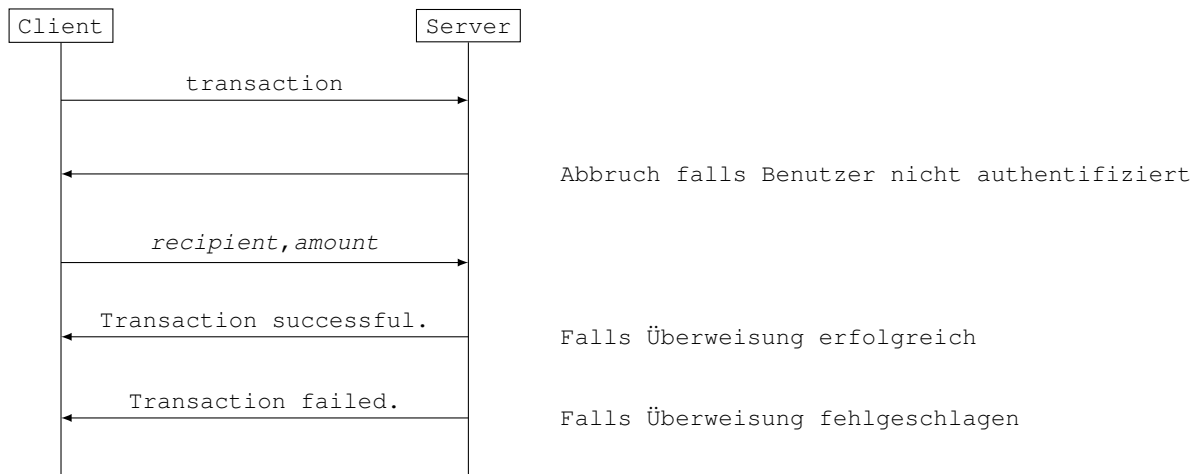 Client
Server
transaction
Abbruch falls Benutzer nicht authentifiziert
recipient,amount
Transaction successful.
Falls Überweisung erfolgreich
Transaction failed.
Falls Überweisung fehlgeschlagen